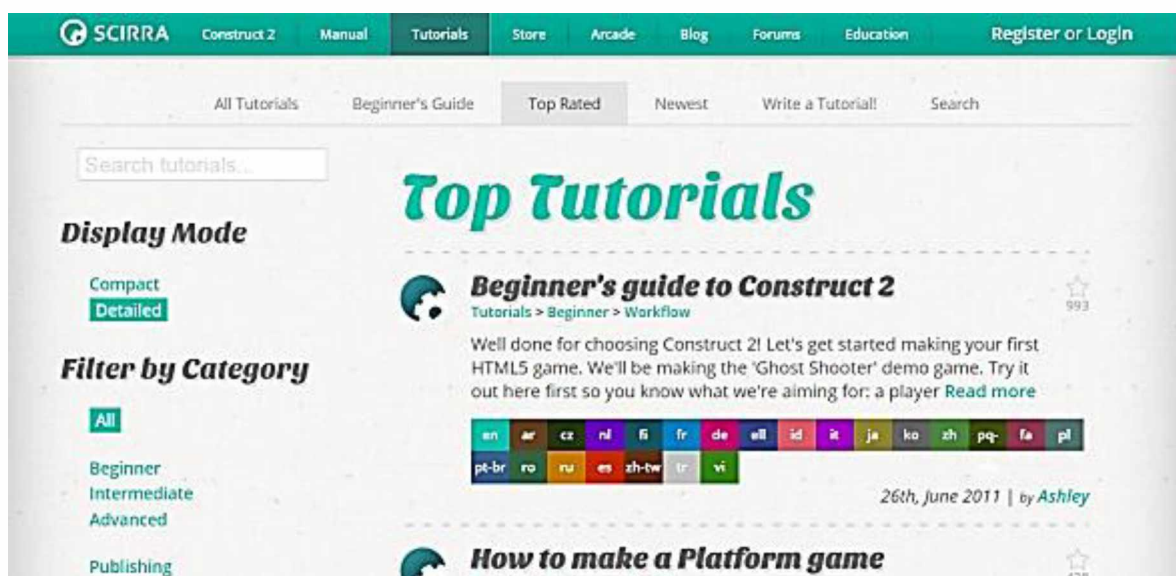 SCIRRA Construct 2 Manual Tutorials Store Arcade Blog Forums Education Register or Login
All Tutorials Beginner's Guide Top Rated Newest Write a Tutorial! Search
Search tutorials...
Display Mode
Compact
Detailed
Filter by Category
All
Beginner
Intermediate
Advanced
Publishing
Top Tutorials
Beginner's guide to Construct 2
993
Tutorials > Beginner > Workflow
Well done for choosing Construct 2! Let's get started making your first
HTML5 game. We'll be making the 'Ghost Shooter' demo game. Try it
out here first so you know what we're aiming for: a player Read more
en ar cz nl fi fr de ell id it ja ko zh pq- fa pl
pt-br ro ru es zh-tw tr vi
26th, June 2011 | by Ashley
How to make a Platform game